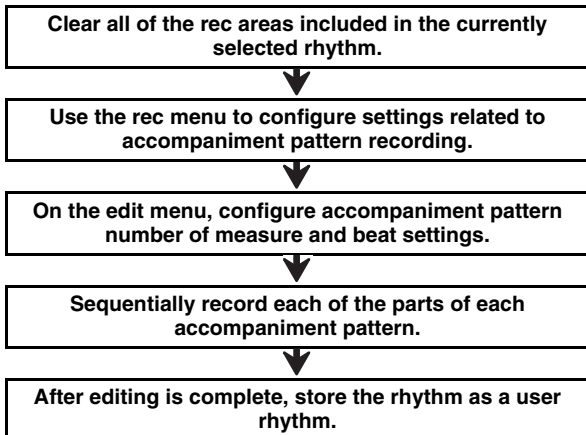 Clear all of the rec areas included in the currently
selected rhythm.
Use the rec menu to configure settings related to
accompaniment pattern recording.
On the edit menu, configure accompaniment pattern
number of measure and beat settings.
Sequentially record each of the parts of each
accompaniment pattern.
After editing is complete, store the rhythm as a user
rhythm.